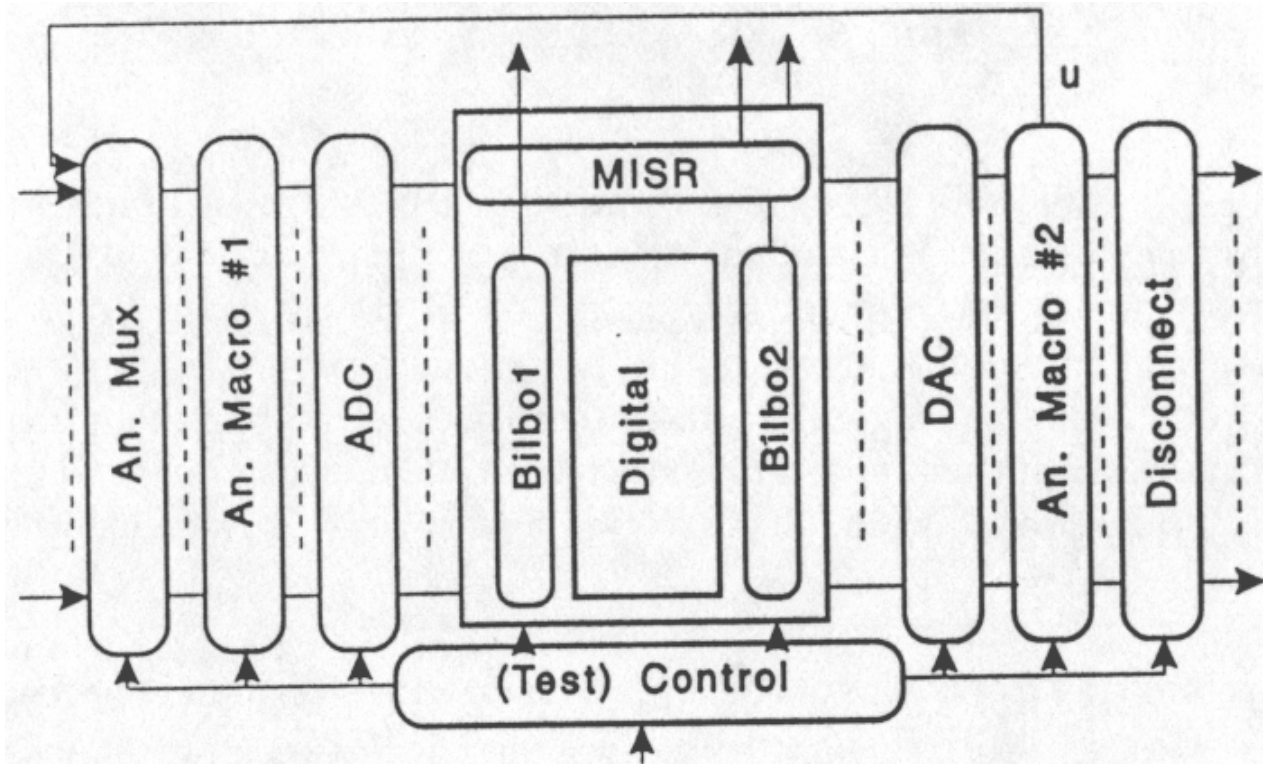 u
MISR
An. Mux
An. Macro #1
ADC
Bilbo1
Digital
Bilbo2
DAC
An. Macro #2
Disconnect
(Test) Control